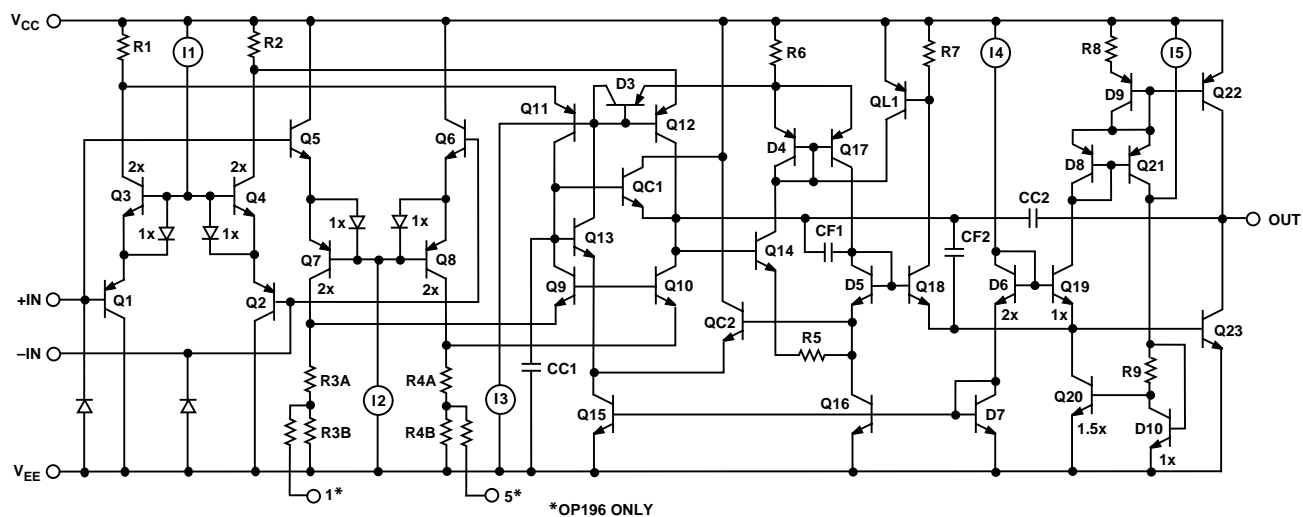 VCC
R1
I1
R2
R6
R7
I4
R8
I5
D3
Q11
Q12
QL1
D9
Q22
Q5
Q6
D4
Q17
D8
Q21
2x
2x
Q3
Q4
QC1
CC2
OUT
1x
1x
1x
1x
Q13
Q14
CF1
CF2
Q7
Q8
2x
2x
Q9
Q10
D5
Q18
D6
Q19
2x
1x
+IN
Q1
Q2
QC2
Q23
–IN
R5
R3A
R4A
CC1
R9
I2
I3
Q15
Q16
D7
Q20
D10
R3B
R4B
1.5x
1x
VEE
1*
5*
*OP196 ONLY